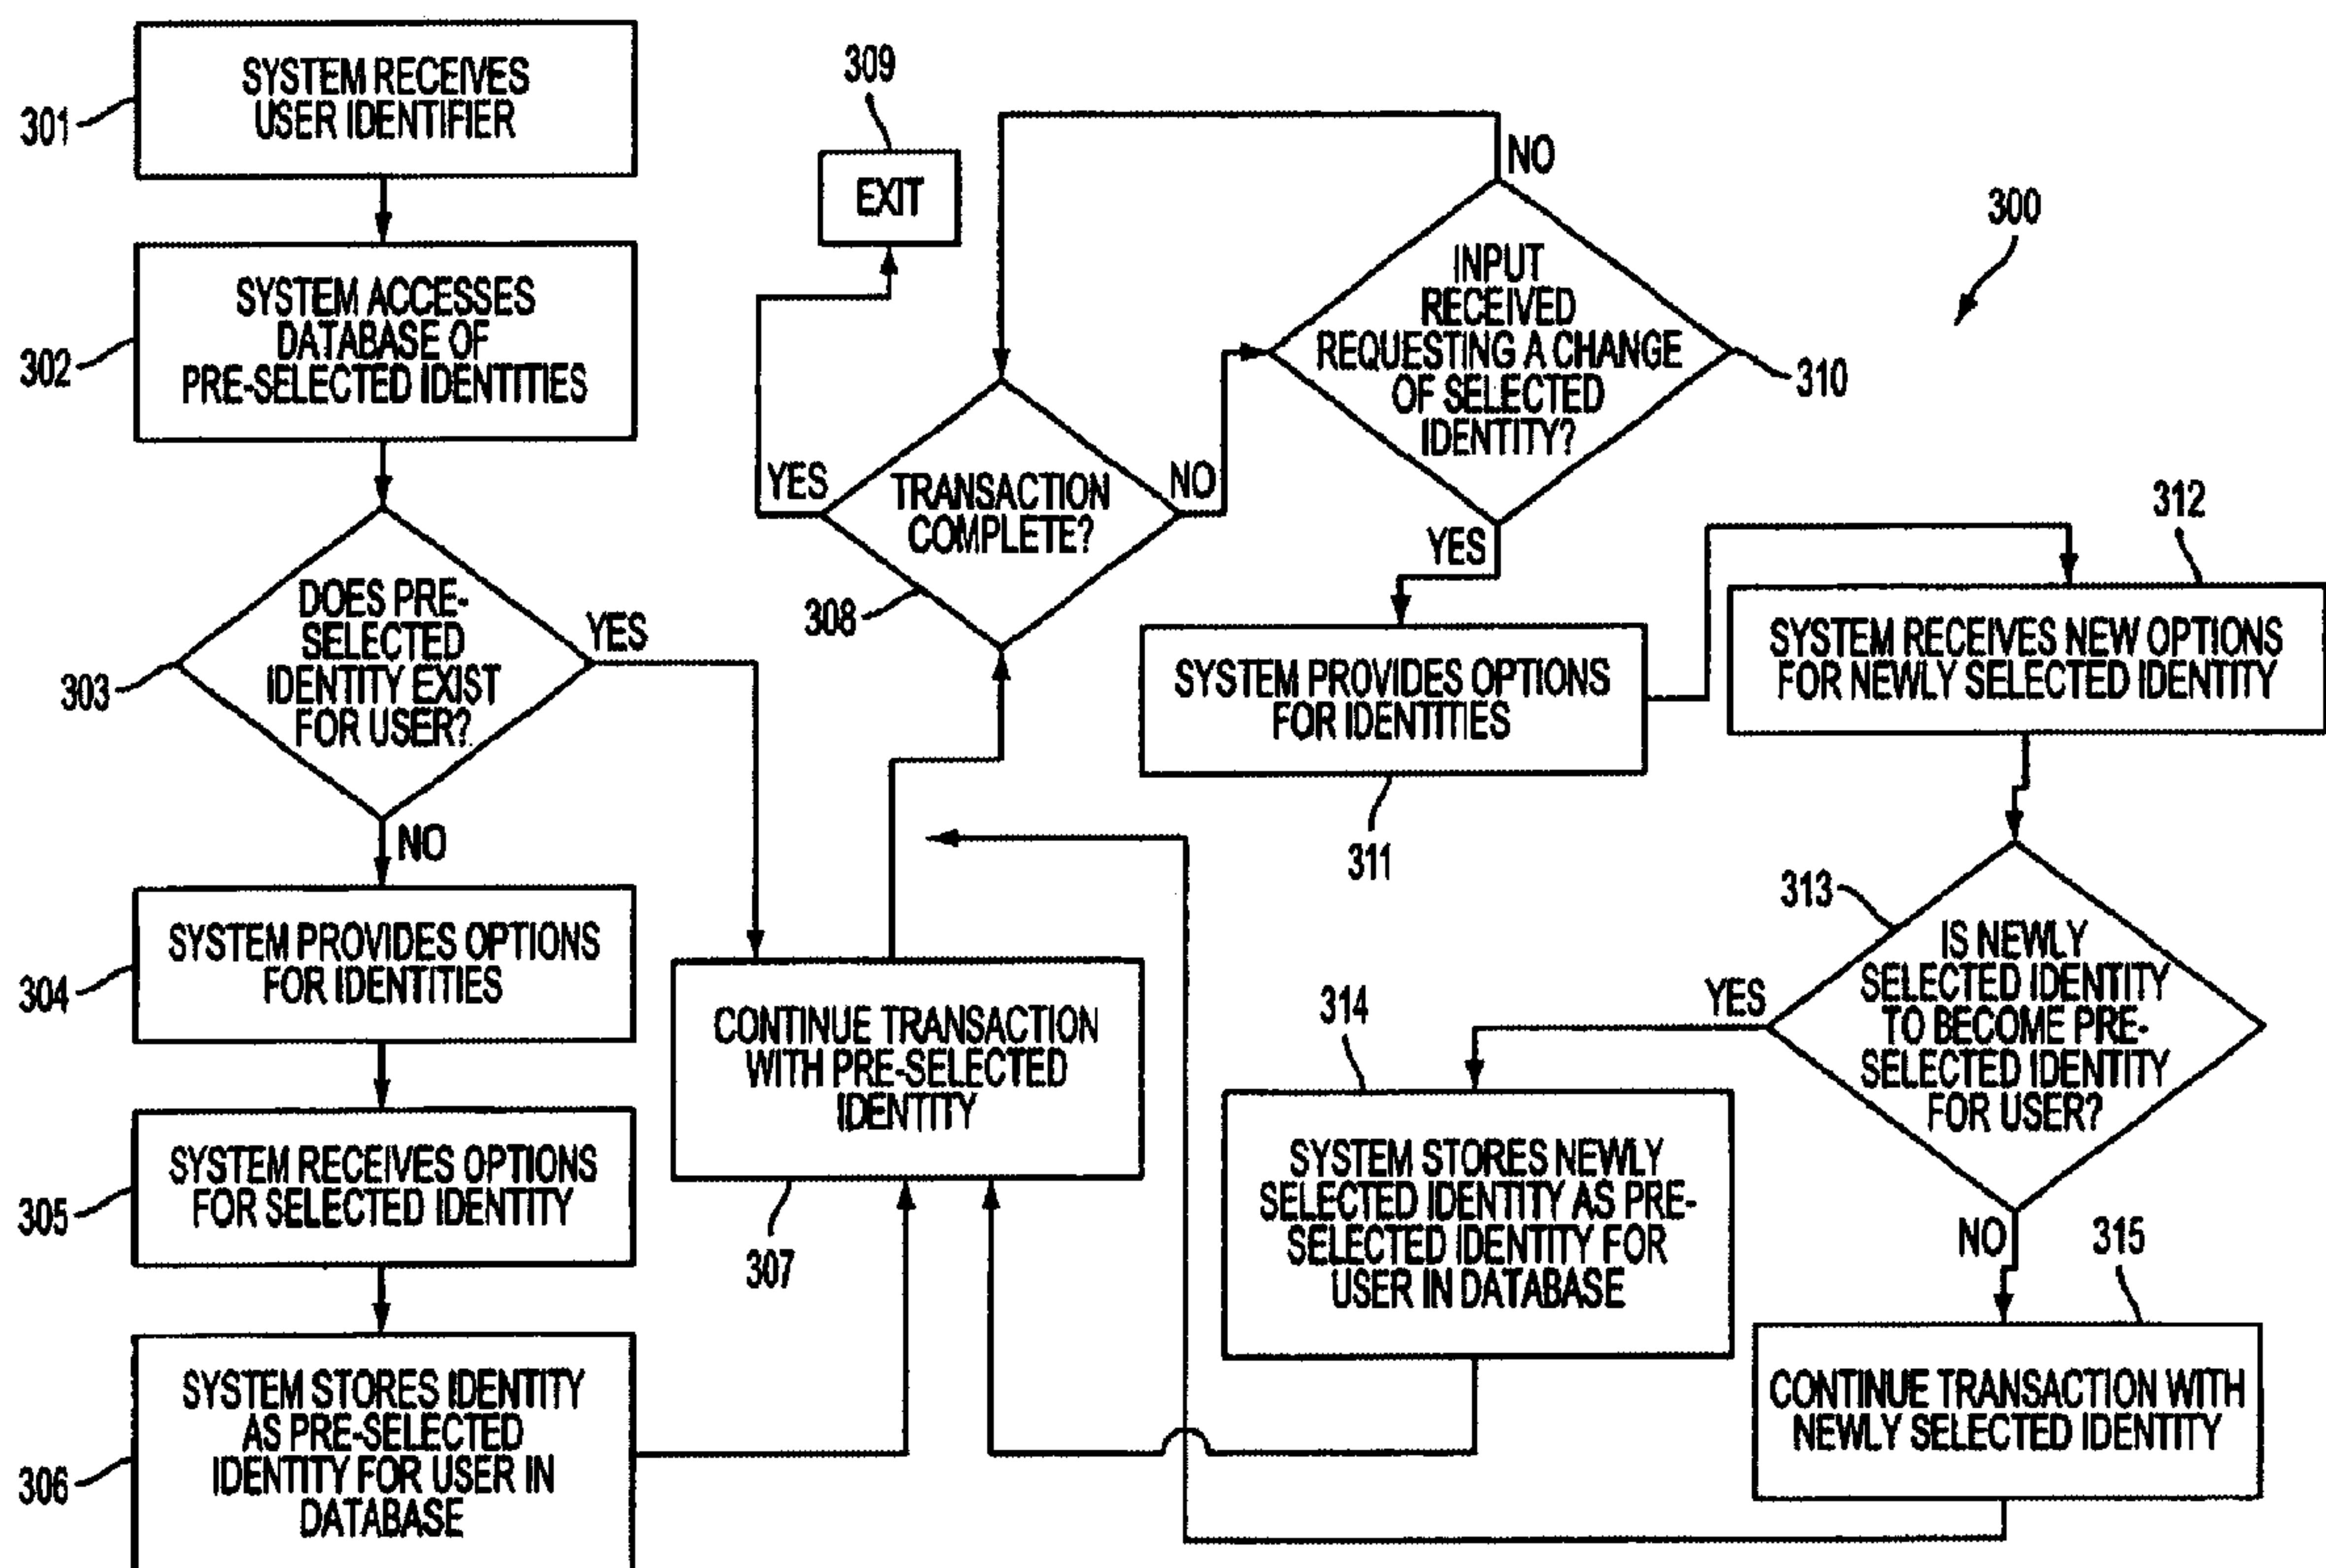 301
SYSTEM RECEIVES
USER IDENTIFIER
302
SYSTEM ACCESSES
DATABASE OF
PRE-SELECTED IDENTITIES
303
DOES PRE-
SELECTED
IDENTITY EXIST
FOR USER?
YES
NO
304
SYSTEM PROVIDES OPTIONS
FOR IDENTITIES
305
SYSTEM RECEIVES OPTIONS
FOR SELECTED IDENTITY
306
SYSTEM STORES IDENTITY
AS PRE-SELECTED
IDENTITY FOR USER IN
DATABASE
CONTINUE TRANSACTION
WITH PRE-SELECTED
IDENTITY
307
309
EXIT
YES
TRANSACTION
COMPLETE?
NO
308
NO
INPUT
RECEIVED
REQUESTING A CHANGE
OF SELECTED
IDENTITY?
310
YES
300
SYSTEM PROVIDES OPTIONS
FOR IDENTITIES
311
312
SYSTEM RECEIVES NEW OPTIONS
FOR NEWLY SELECTED IDENTITY
313
IS NEWLY
SELECTED IDENTITY
TO BECOME PRE-
SELECTED IDENTITY
FOR USER?
YES
NO
314
SYSTEM STORES NEWLY
SELECTED IDENTITY AS PRE-
SELECTED IDENTITY FOR
USER IN DATABASE
315
CONTINUE TRANSACTION WITH
NEWLY SELECTED IDENTITY